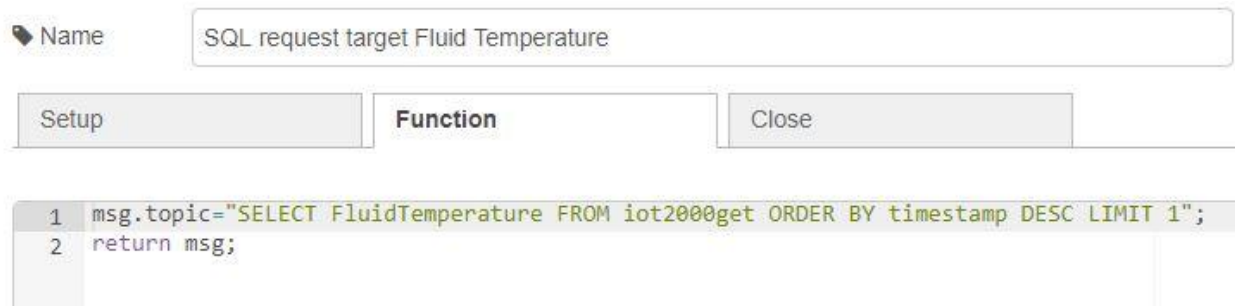 Name SQL request target Fluid Temperature
Setup Function Close
1 msg.topic="SELECT FluidTemperature FROM iot2000get ORDER BY timestamp DESC LIMIT 1";
2 return msg;